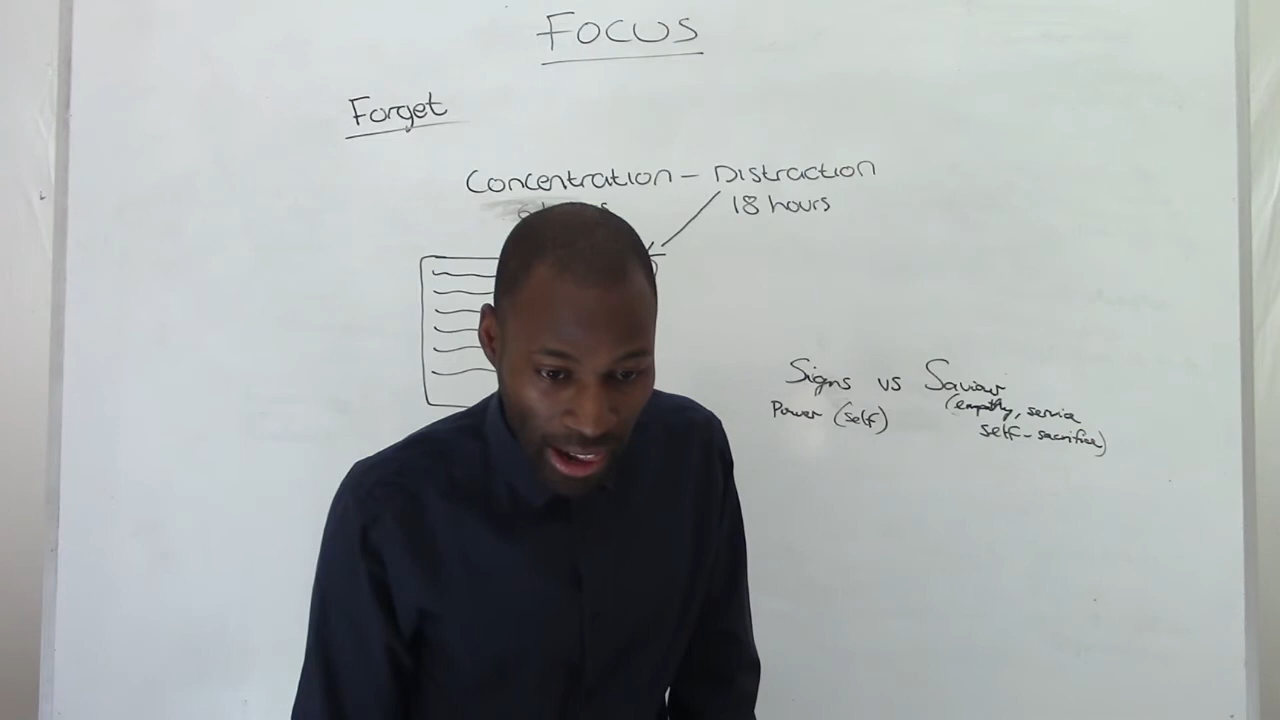 FOCUS
Forget
Concentration – Distraction
18 hours
Signs vs Saviour
Power (self)
(empathy, service
self-sacrifice)